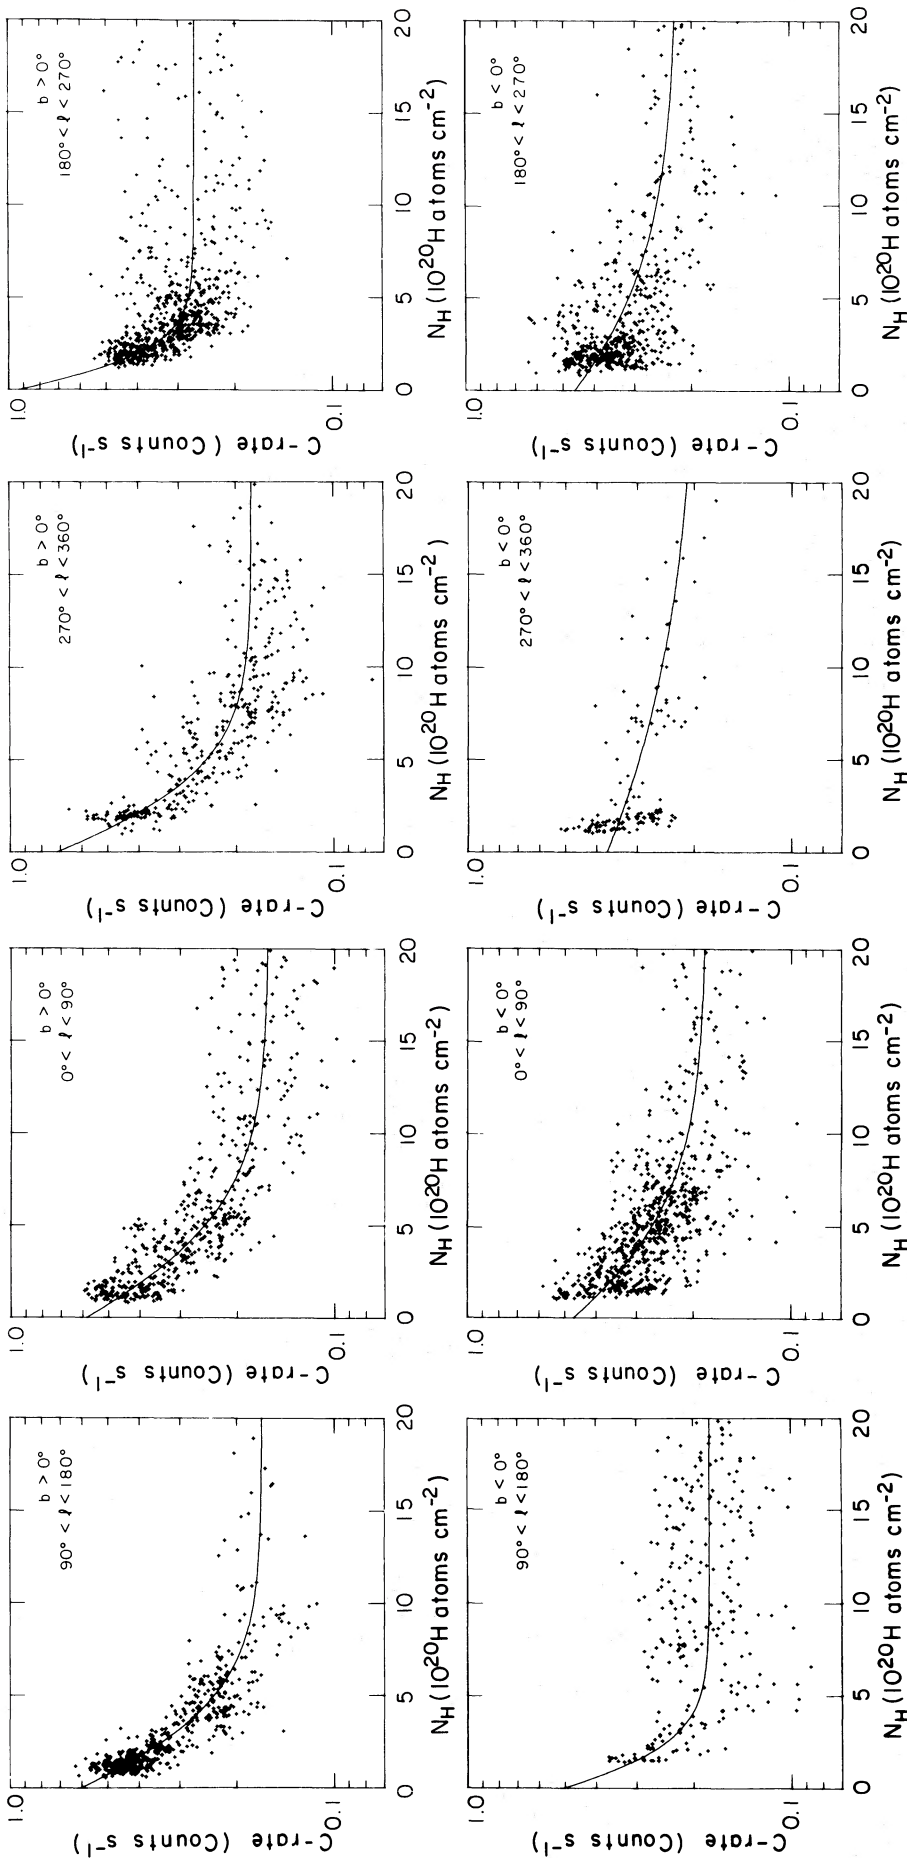 1.0
b > 0°
90° < ℓ < 180°
C-rate (Counts s⁻¹)
0.1
0 5 10 15 20
N_H (10²⁰ H atoms cm⁻²)
1.0
b > 0°
0° < ℓ < 90°
C-rate (Counts s⁻¹)
0.1
0 5 10 15 20
N_H (10²⁰ H atoms cm⁻²)
1.0
b > 0°
270° < ℓ < 360°
C-rate (Counts s⁻¹)
0.1
0 5 10 15 20
N_H (10²⁰ H atoms cm⁻²)
1.0
b > 0°
180° < ℓ < 270°
C-rate (Counts s⁻¹)
0.1
0 5 10 15 20
N_H (10²⁰ H atoms cm⁻²)
1.0
b < 0°
90° < ℓ < 180°
C-rate (Counts s⁻¹)
0.1
0 5 10 15 20
N_H (10²⁰ H atoms cm⁻²)
1.0
b < 0°
0° < ℓ < 90°
C-rate (Counts s⁻¹)
0.1
0 5 10 15 20
N_H (10²⁰ H atoms cm⁻²)
1.0
b < 0°
270° < ℓ < 360°
C-rate (Counts s⁻¹)
0.1
0 5 10 15 20
N_H (10²⁰ H atoms cm⁻²)
1.0
b < 0°
180° < ℓ < 270°
C-rate (Counts s⁻¹)
0.1
0 5 10 15 20
N_H (10²⁰ H atoms cm⁻²)